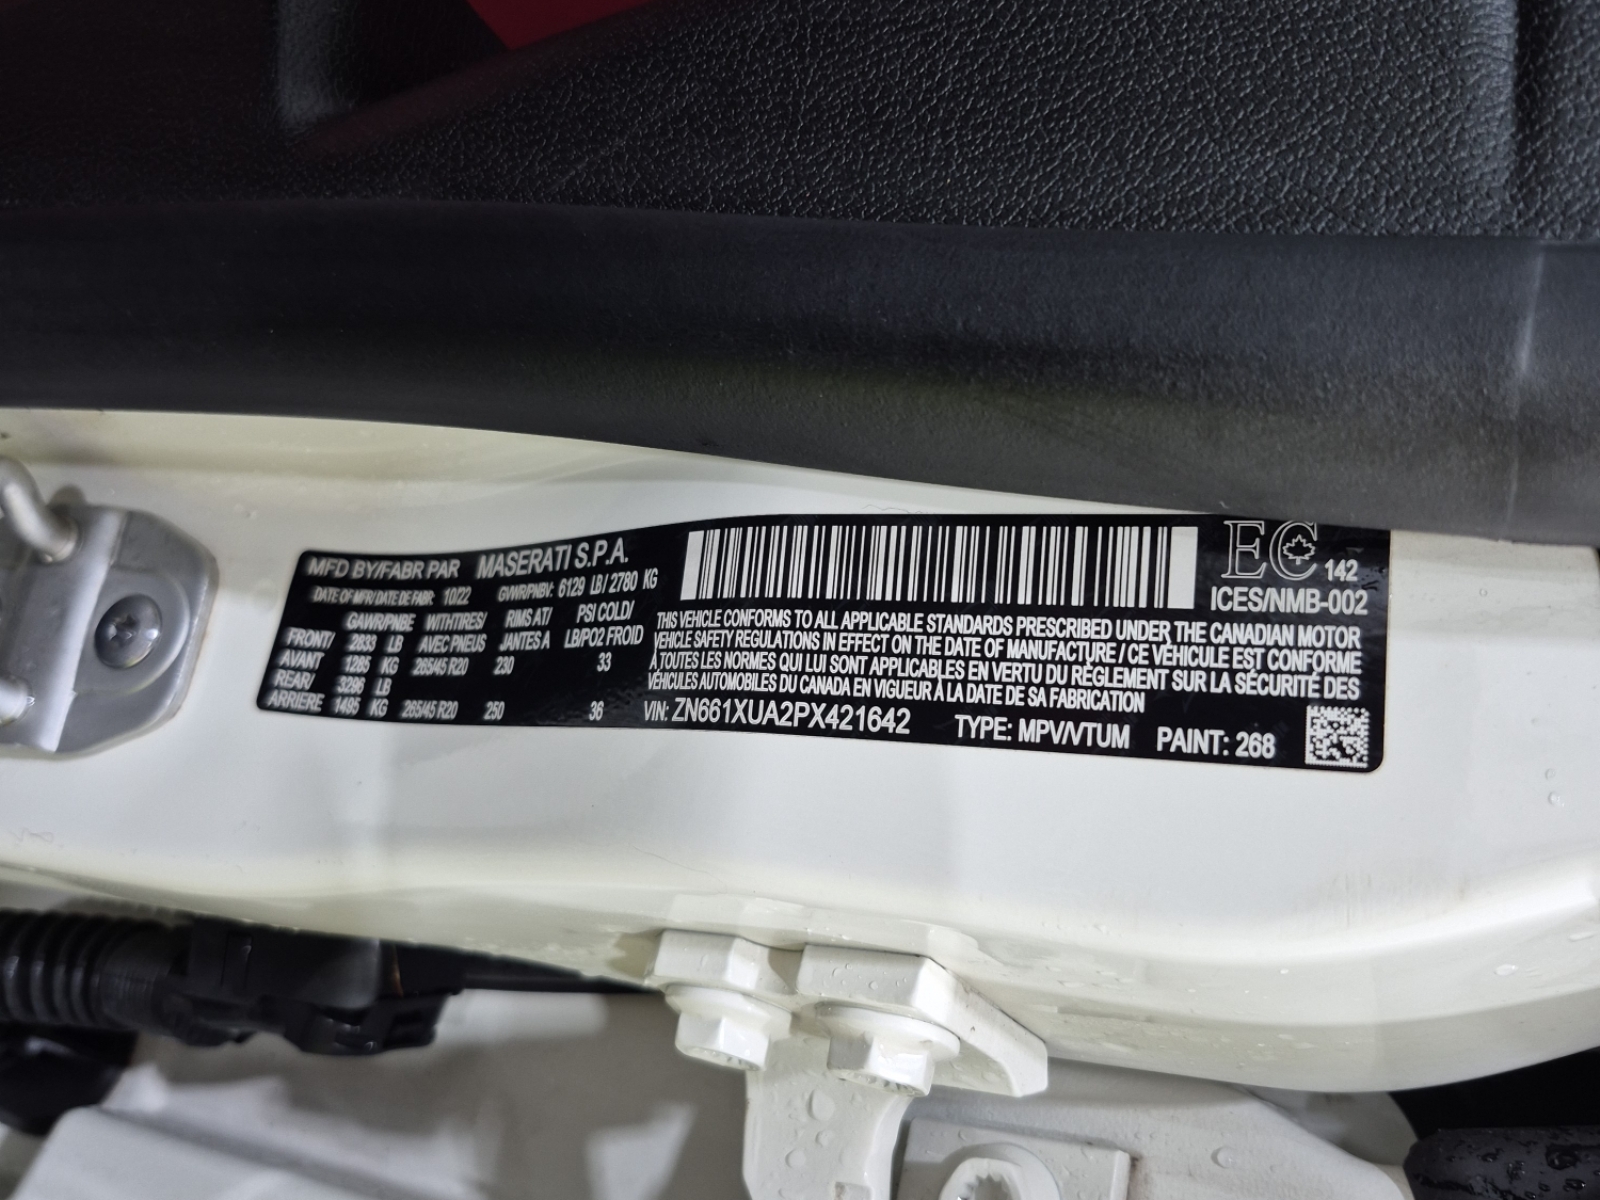 MFD BY/FABR PAR MASERATI S.P.A.
DATE OF MFR/DATE DE FABR: 10/22 GVWR/PNBV: 6129 LB/ 2780 KG
GAWR/PNBE WITHTIRES/ RIMS AT/ PSI COLD/
FRONT/ 2833 LB AVEC PNEUS JANTES A LB/PO2 FROID
AVANT 1285 KG 265/45 R20 230 33
REAR/ 3296 LB
ARRIERE 1495 KG 265/45 R20 250 36
EC 142
ICES/NMB-002
THIS VEHICLE CONFORMS TO ALL APPLICABLE STANDARDS PRESCRIBED UNDER THE CANADIAN MOTOR
VEHICLE SAFETY REGULATIONS IN EFFECT ON THE DATE OF MANUFACTURE / CE VÉHICULE EST CONFORME
À TOUTES LES NORMES QUI LUI SONT APPLICABLES EN VERTU DU RÈGLEMENT SUR LA SÉCURITÉ DES
VÉHICULES AUTOMOBILES DU CANADA EN VIGUEUR À LA DATE DE SA FABRICATION
VIN: ZN661XUA2PX421642 TYPE: MPV/VTUM PAINT: 268